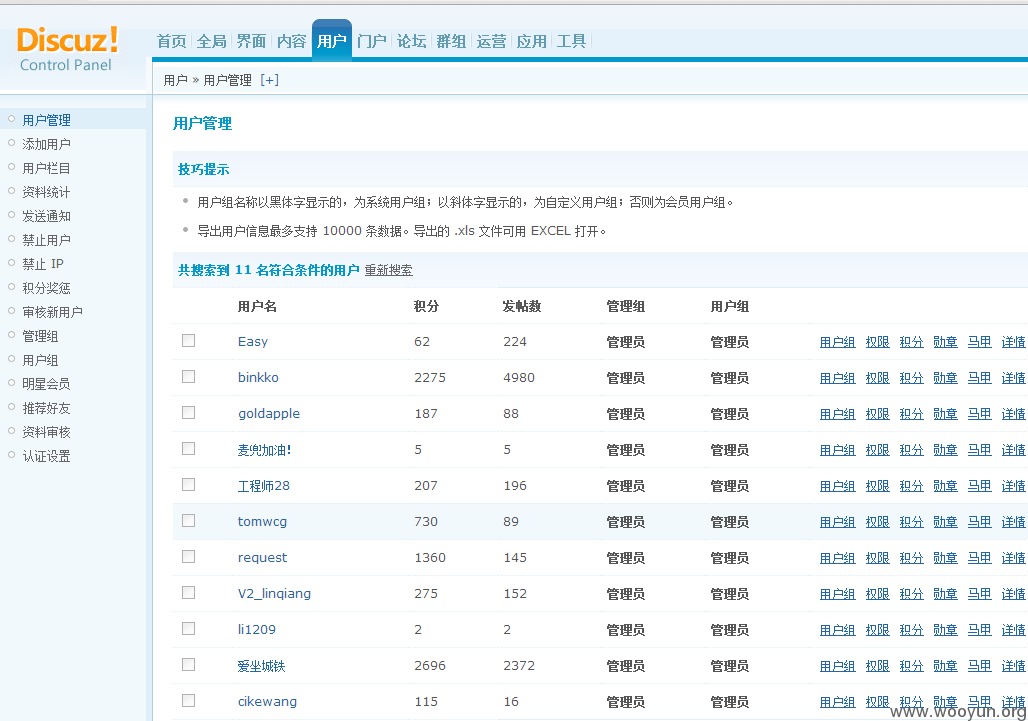 Discuz!
Control Panel
首页 全局 界面 内容 用户 门户 论坛 群组 运营 应用 工具
用户 » 用户管理 [+]
用户管理
添加用户
用户栏目
资料统计
发送通知
禁止用户
禁止 IP
积分奖惩
审核新用户
管理组
用户组
明星会员
推荐好友
资料审核
认证设置
用户管理
技巧提示
用户组名称以黑体字显示的，为系统用户组；以斜体字显示的，为自定义用户组；否则为会员用户组。
导出用户信息最多支持 10000 条数据。导出的 .xls 文件可用 EXCEL 打开。
共搜索到 11 名符合条件的用户 重新搜索
用户名 积分 发帖数 管理组 用户组
Easy 62 224 管理员 管理员 用户组 权限 积分 勋章 马甲 详情
binkko 2275 4980 管理员 管理员 用户组 权限 积分 勋章 马甲 详情
goldapple 187 88 管理员 管理员 用户组 权限 积分 勋章 马甲 详情
麦兜加油! 5 5 管理员 管理员 用户组 权限 积分 勋章 马甲 详情
工程师28 207 196 管理员 管理员 用户组 权限 积分 勋章 马甲 详情
tomwcg 730 89 管理员 管理员 用户组 权限 积分 勋章 马甲 详情
request 1360 145 管理员 管理员 用户组 权限 积分 勋章 马甲 详情
V2_linqiang 275 152 管理员 管理员 用户组 权限 积分 勋章 马甲 详情
li1209 2 2 管理员 管理员 用户组 权限 积分 勋章 马甲 详情
爱坐城铁 2696 2372 管理员 管理员 用户组 权限 积分 勋章 马甲 详情
cikewang 115 16 管理员 管理员 用户组 权限 积分 勋章 马甲 详情
www.wooyun.org